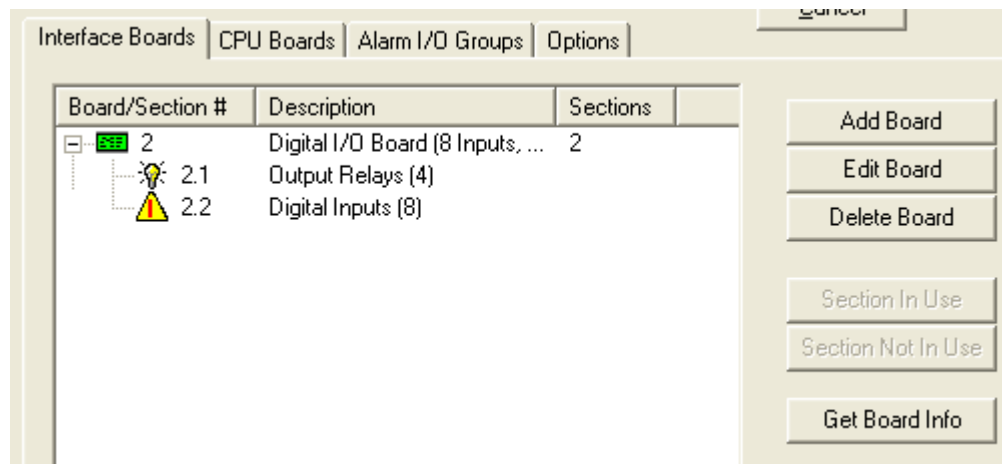 Cancel
Interface Boards CPU Boards Alarm I/O Groups Options
Board/Section # Description Sections
Add Board
2 Digital I/O Board (8 Inputs, ... 2
Edit Board
2.1 Output Relays (4)
2.2 Digital Inputs (8)
Delete Board
Section In Use
Section Not In Use
Get Board Info